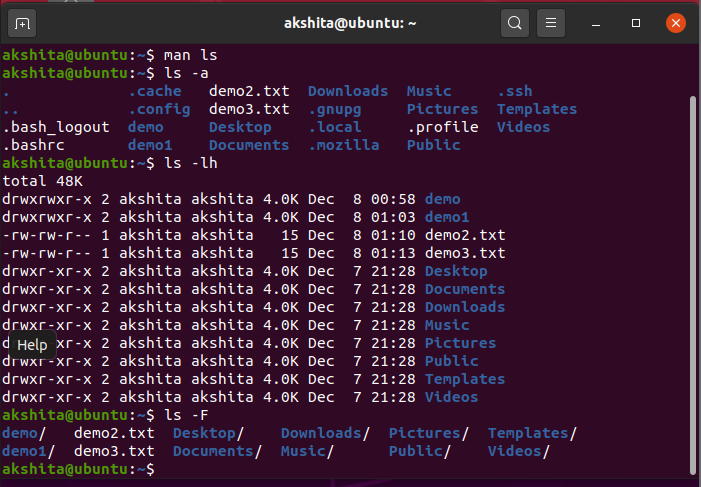 akshita@ubuntu: ~
akshita@ubuntu:~$ man ls
akshita@ubuntu:~$ ls -a
.             .cache   demo2.txt  Downloads  Music     .ssh
..            .config  demo3.txt  .gnupg     Pictures  Templates
.bash_logout  demo     Desktop    .local     .profile  Videos
.bashrc       demo1    Documents  .mozilla   Public
akshita@ubuntu:~$ ls -lh
total 48K
drwxrwxr-x 2 akshita akshita 4.0K Dec  8 00:58 demo
drwxrwxr-x 2 akshita akshita 4.0K Dec  8 01:03 demo1
-rw-rw-r-- 1 akshita akshita   15 Dec  8 01:10 demo2.txt
-rw-rw-r-- 1 akshita akshita   15 Dec  8 01:13 demo3.txt
drwxr-xr-x 2 akshita akshita 4.0K Dec  7 21:28 Desktop
drwxr-xr-x 2 akshita akshita 4.0K Dec  7 21:28 Documents
drwxr-xr-x 2 akshita akshita 4.0K Dec  7 21:28 Downloads
drwxr-xr-x 2 akshita akshita 4.0K Dec  7 21:28 Music
drwxr-xr-x 2 akshita akshita 4.0K Dec  7 21:28 Pictures
Help
drwxr-xr-x 2 akshita akshita 4.0K Dec  7 21:28 Public
drwxr-xr-x 2 akshita akshita 4.0K Dec  7 21:28 Templates
drwxr-xr-x 2 akshita akshita 4.0K Dec  7 21:28 Videos
akshita@ubuntu:~$ ls -F
demo/   demo2.txt  Desktop/    Downloads/  Pictures/  Templates/
demo1/  demo3.txt  Documents/  Music/      Public/    Videos/
akshita@ubuntu:~$